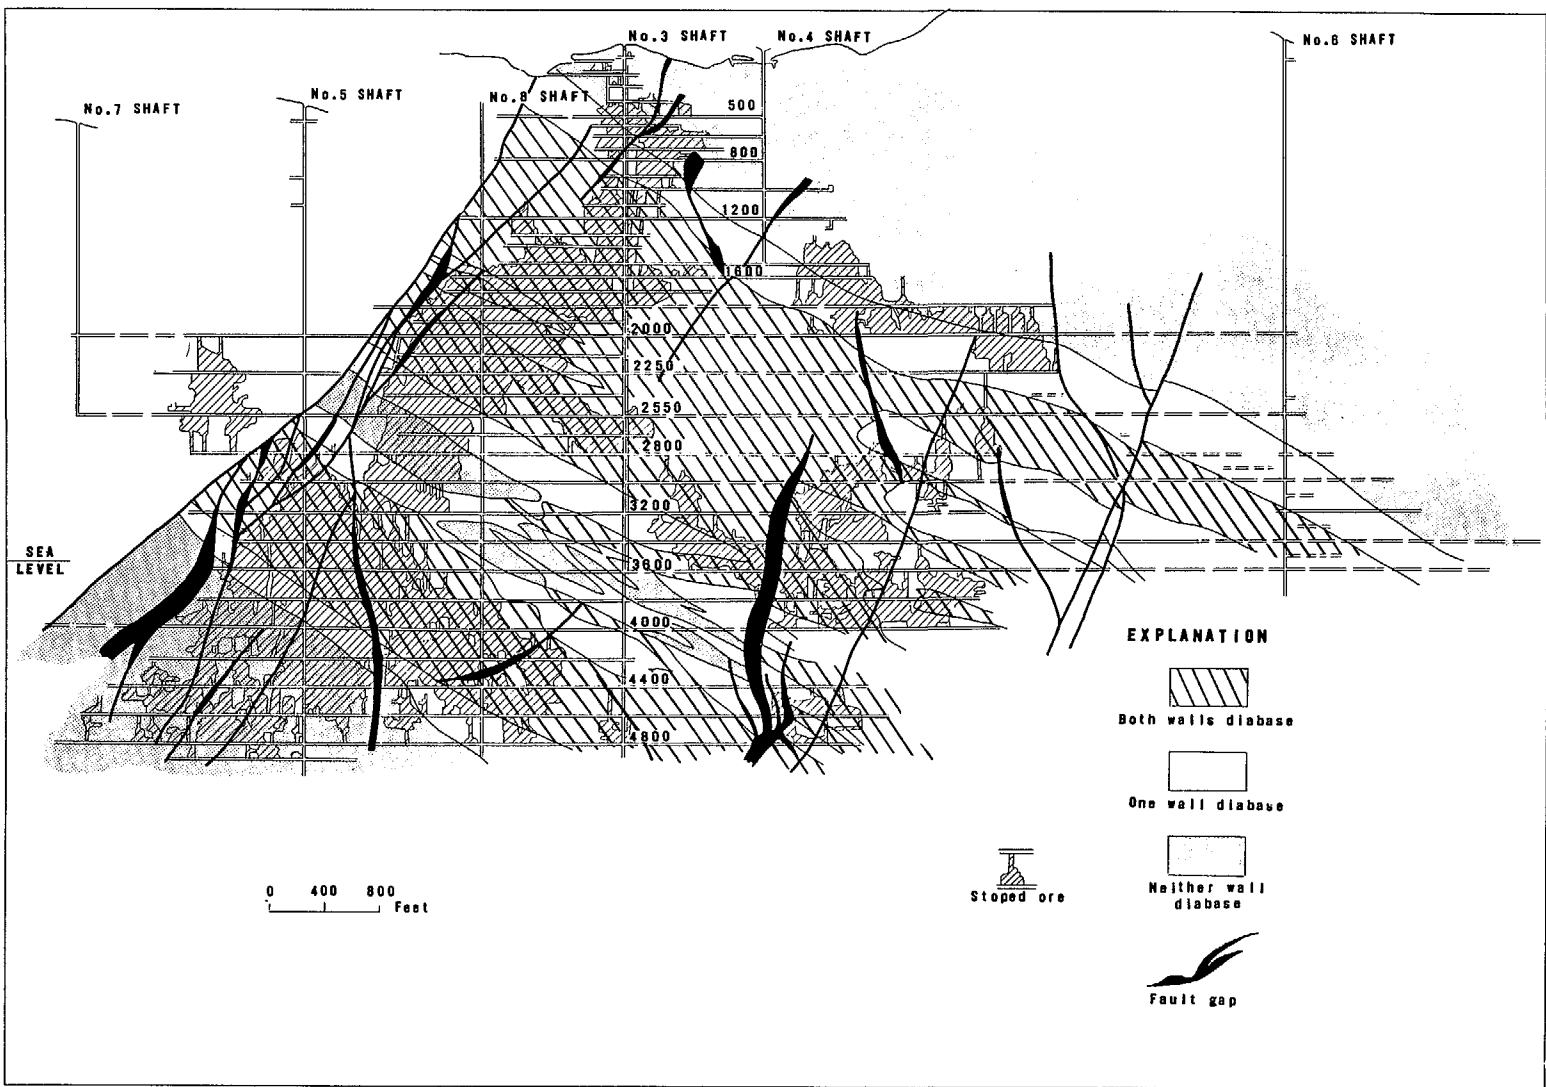 No.3 SHAFT
No.4 SHAFT
No.6 SHAFT
No.5 SHAFT
No.8 SHAFT
No.7 SHAFT
500
800
1200
1600
2000
2250
2550
2800
3200
SEA
LEVEL
3600
4000
4400
4800
EXPLANATION
Both walls diabase
One wall diabase
Neither wall
diabase
Stoped ore
Fault gap
0 400 800
Feet